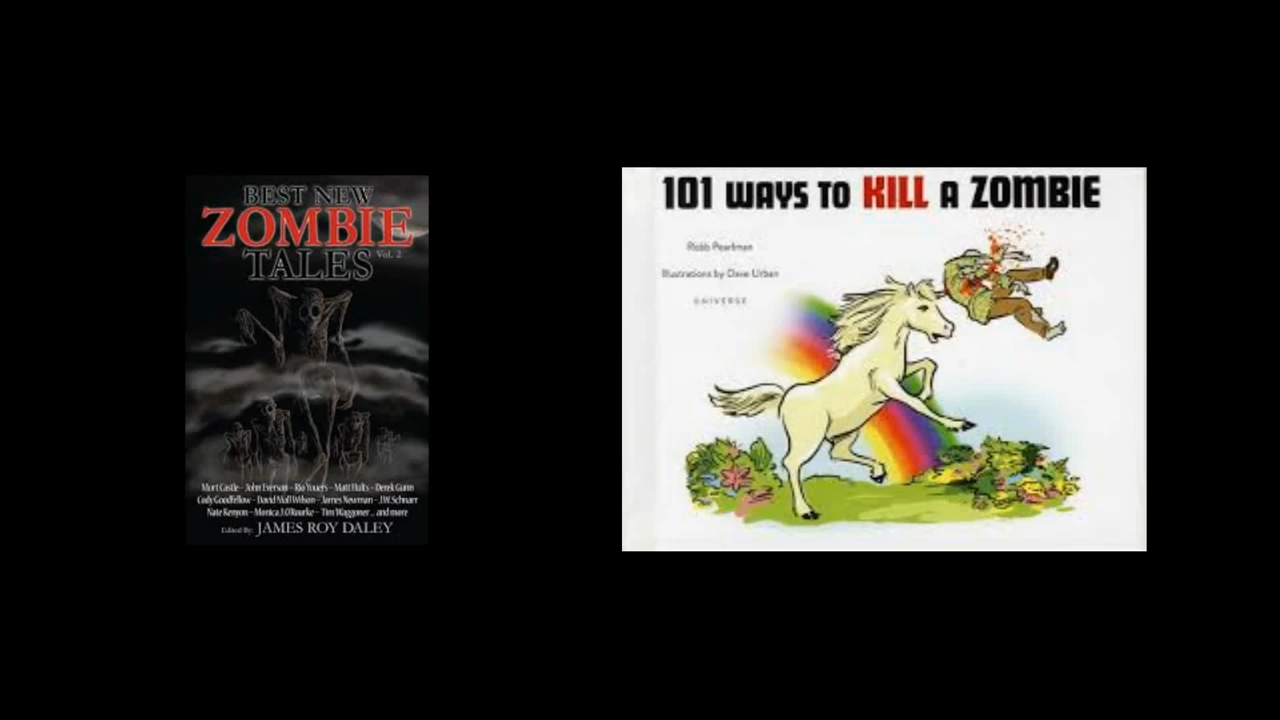 BEST NEW
ZOMBIE
TALES Vol. 2
Mort Castle - John Everson - Rio Youers - Matt Hults - Derek Gunn
Cody Goodfellow - David Niall Wilson - James Newman - J.W. Schnarr
Nate Kenyon - Monica J. O'Rourke - Tim Waggoner... and more
Edited By: JAMES ROY DALEY
101 WAYS TO KILL A ZOMBIE
Robb Pearlman
Illustrations by Dave Urban
UNIVERSE